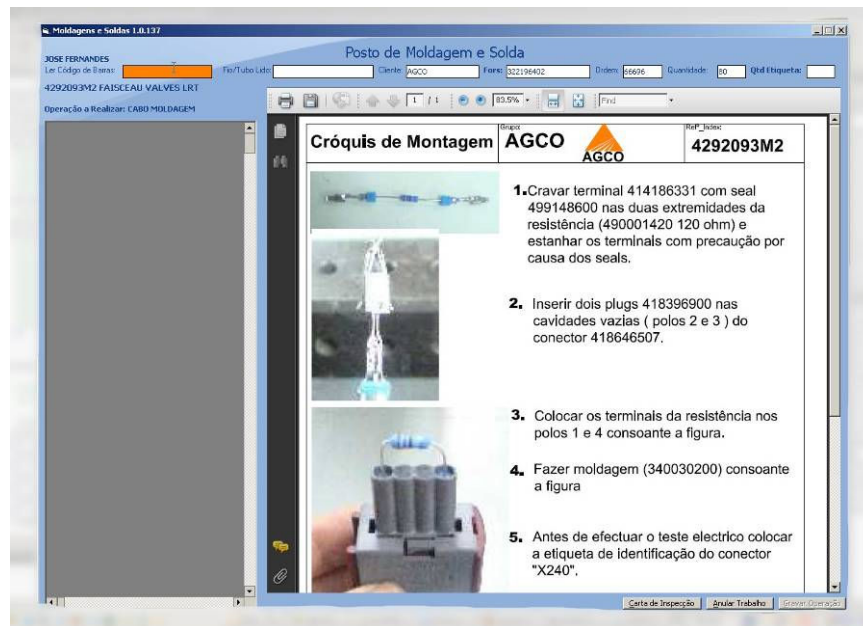 Moldagens e Soldas 1.0.137
Posto de Moldagem e Solda
JOSE FERNANDES
Ler Código de Barras: Fio/Tubo Lido: Cliente: AGCO Fors: 322196402 Ordem: 66696 Quantidade: 80 Qtd Etiqueta:
4292093M2 FAISCEAU VALVES LRT
Operação a Realizar: CABO MOLDAGEM
1 / 1 83.5% Find
Cróquis de Montagem
Grupo:
AGCO
AGCO
Refª_Index:
4292093M2
1. Cravar terminal 414186331 com seal
499148600 nas duas extremidades da
resistência (490001420 120 ohm) e
estanhar os terminais com precaução por
causa dos seals.
2. Inserir dois plugs 418396900 nas
cavidades vazias ( polos 2 e 3 ) do
conector 418646507.
3. Colocar os terminais da resistência nos
polos 1 e 4 consoante a figura.
4. Fazer moldagem (340030200) consoante
a figura
5. Antes de efectuar o teste electrico colocar
a etiqueta de identificação do conector
"X240".
Carta de Inspecção Anular Trabalho Gravar Operação